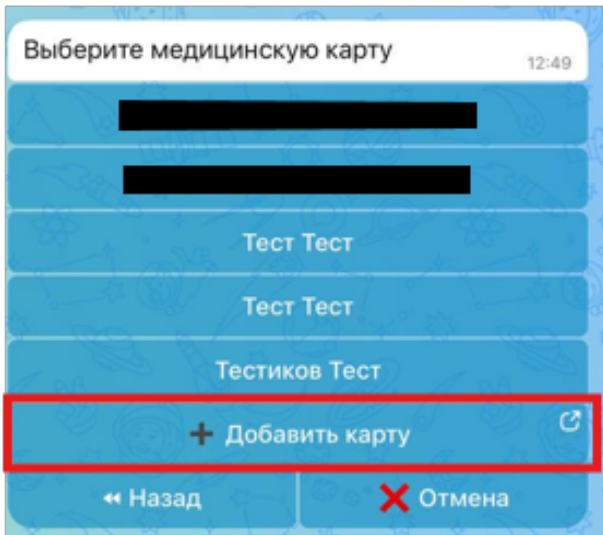 Выберите медицинскую карту
12:49
Тест Тест
Тест Тест
Тестиков Тест
➕ Добавить карту
⏪ Назад ❌ Отмена